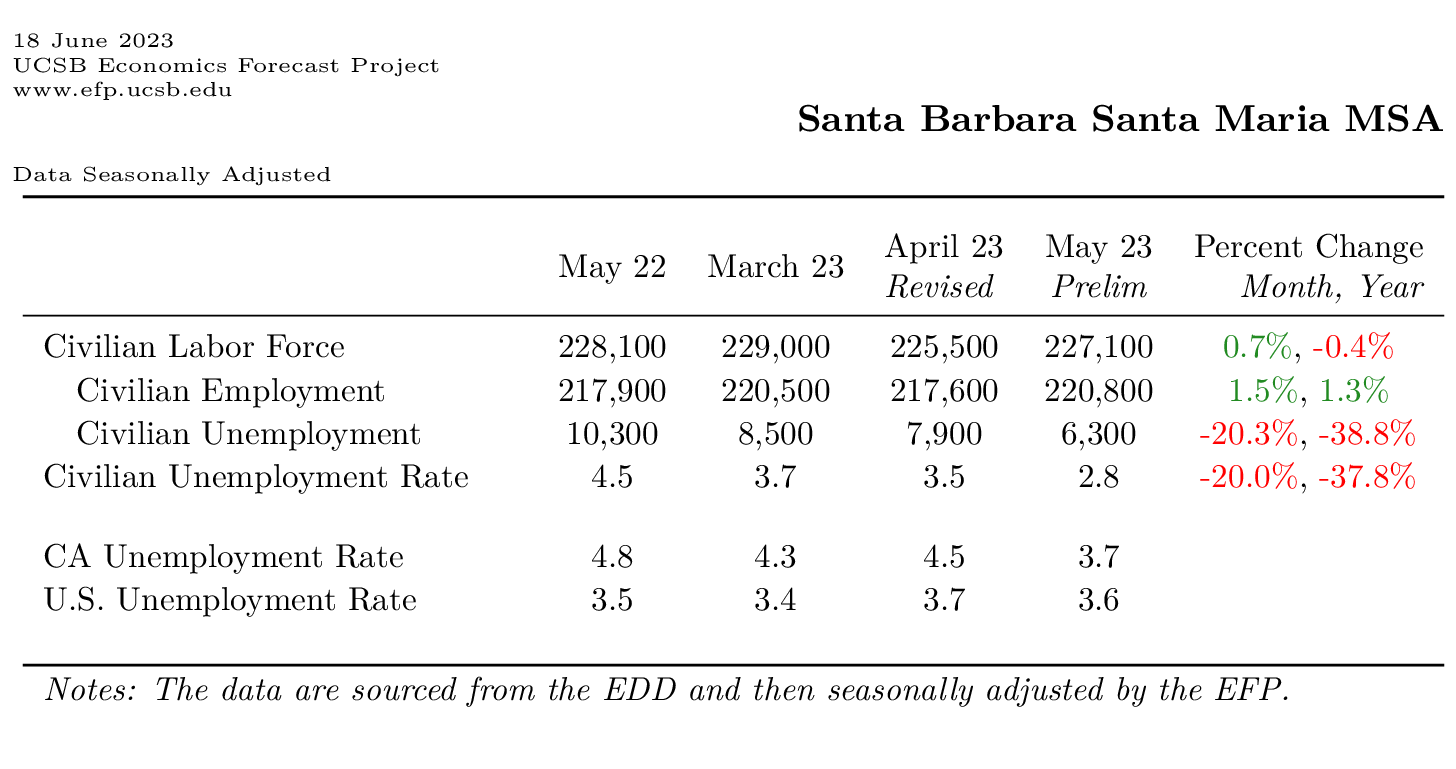 18 June 2023
UCSB Economics Forecast Project
www.efp.ucsb.edu
Santa Barbara Santa Maria MSA
Data Seasonally Adjusted
May 22 March 23 April 23 Revised May 23 Prelim Percent Change Month, Year
Civilian Labor Force 228,100 229,000 225,500 227,100 0.7%, -0.4%
Civilian Employment 217,900 220,500 217,600 220,800 1.5%, 1.3%
Civilian Unemployment 10,300 8,500 7,900 6,300 -20.3%, -38.8%
Civilian Unemployment Rate 4.5 3.7 3.5 2.8 -20.0%, -37.8%
CA Unemployment Rate 4.8 4.3 4.5 3.7
U.S. Unemployment Rate 3.5 3.4 3.7 3.6
Notes: The data are sourced from the EDD and then seasonally adjusted by the EFP.